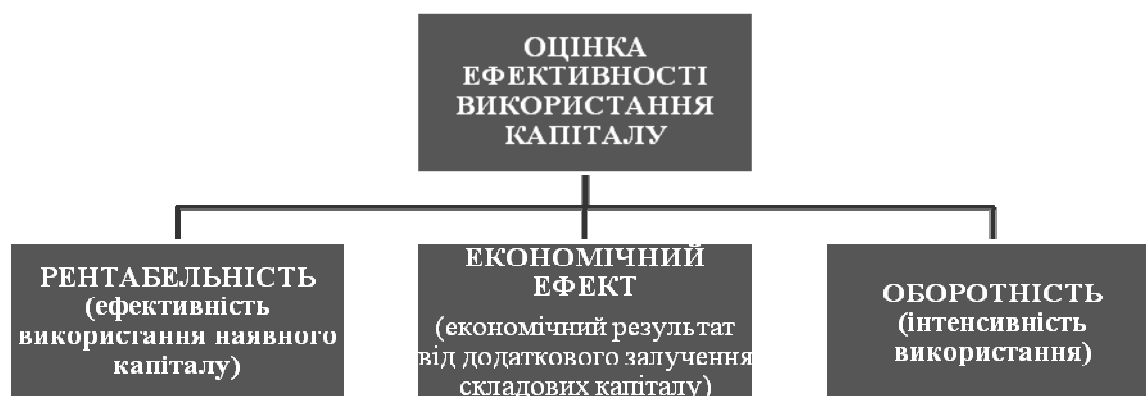 ОЦІНКА
ЕФЕКТИВНОСТІ
ВИКОРИСТАННЯ
КАПІТАЛУ
РЕНТАБЕЛЬНІСТЬ
(ефективність
використання наявного
капіталу)
ЕКОНОМІЧНИЙ
ЕФЕКТ
(економічний результат
від додаткового залучення
складових капіталу)
ОБОРОТНІСТЬ
(інтенсивність
використання)